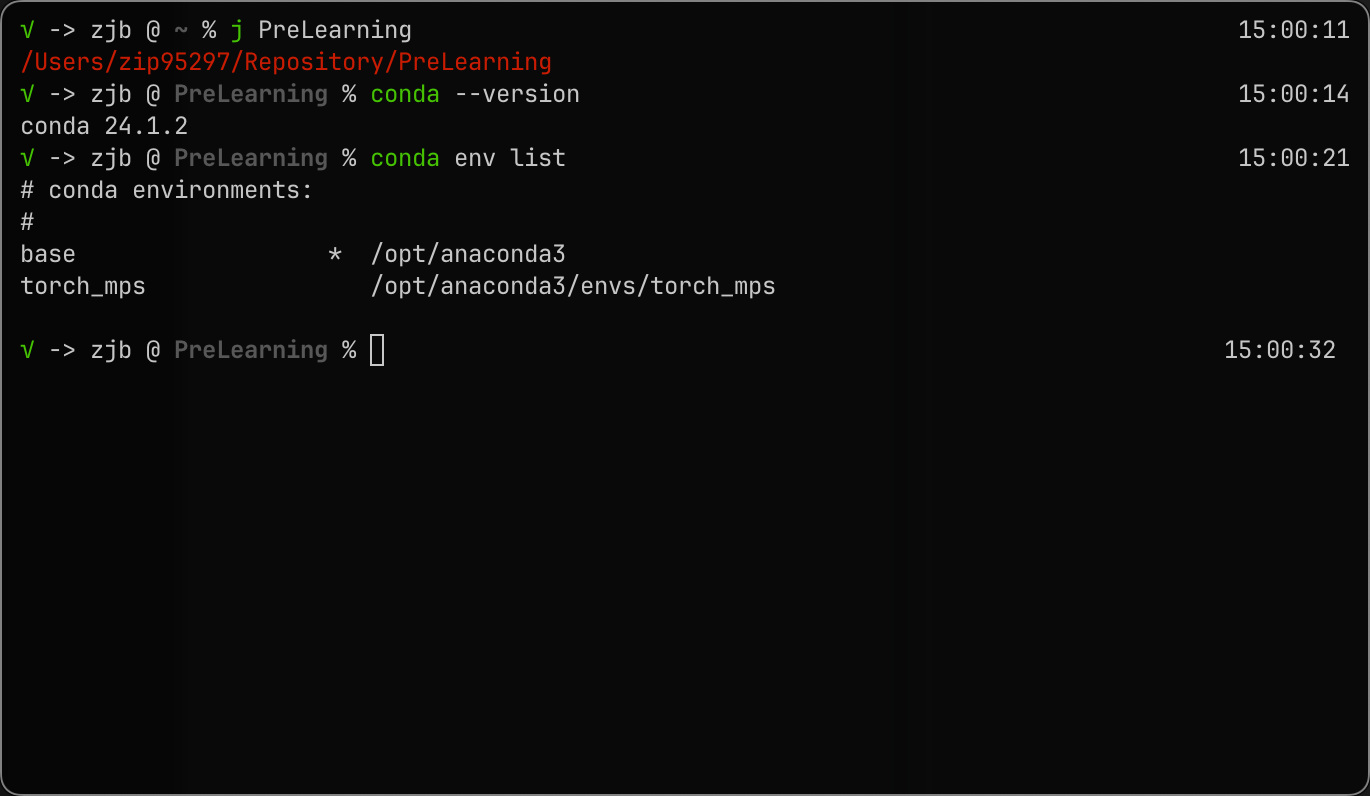 √ -> zjb @ ~ % j PreLearning 15:00:11
/Users/zip95297/Repository/PreLearning
√ -> zjb @ PreLearning % conda --version 15:00:14
conda 24.1.2
√ -> zjb @ PreLearning % conda env list 15:00:21
# conda environments:
#
base * /opt/anaconda3
torch_mps /opt/anaconda3/envs/torch_mps
√ -> zjb @ PreLearning % 15:00:32